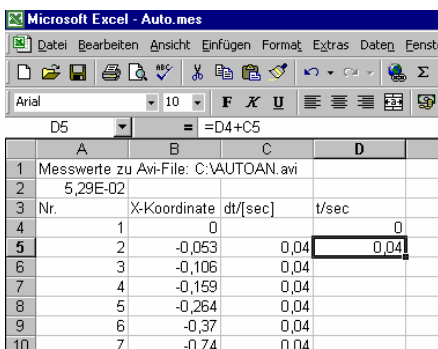 Microsoft Excel - Auto.mes
Datei Bearbeiten Ansicht Einfügen Format Extras Daten Fenst
Arial 10 F K U
D5 = =D4+C5
A B C D
1 Messwerte zu Avi-File: C:\AUTOAN.avi
2 5,29E-02
3 Nr. X-Koordinate dt/[sec] t/sec
4 1 0 0
5 2 -0,053 0,04 0,04
6 3 -0,106 0,04
7 4 -0,159 0,04
8 5 -0,264 0,04
9 6 -0,37 0,04
10 7 -0,74 0,04